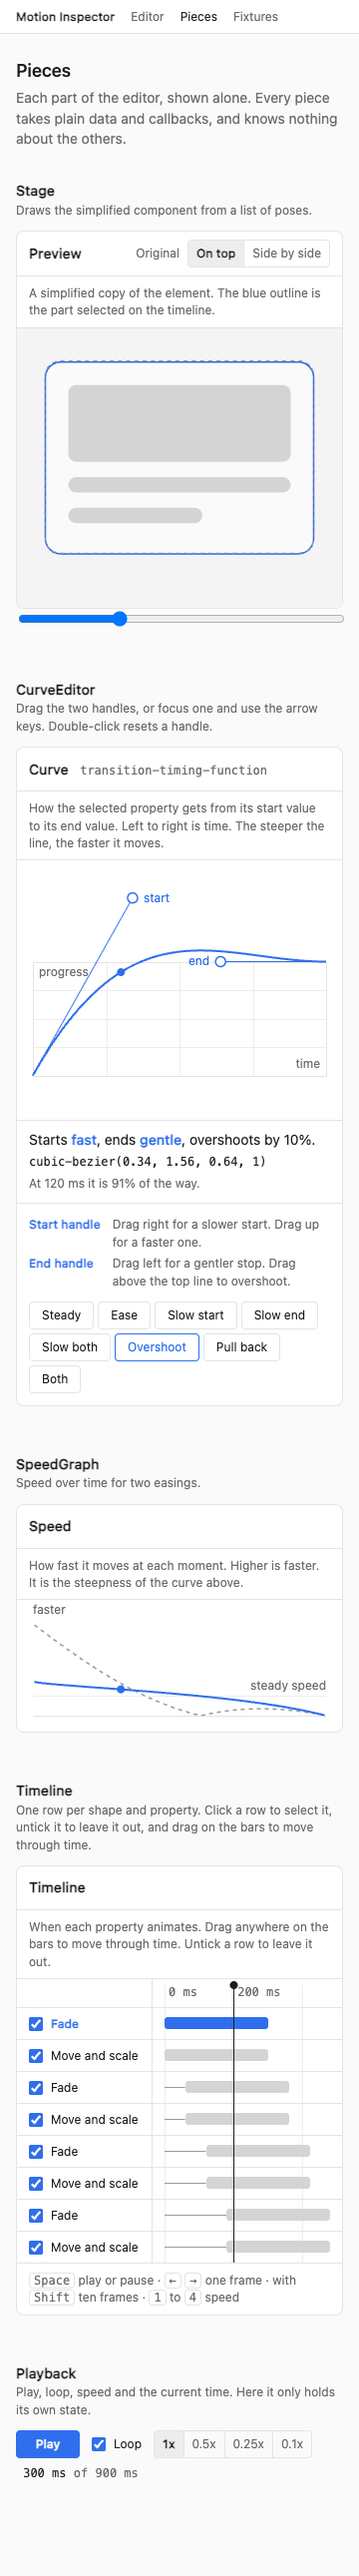 Motion Inspector Editor Pieces Fixtures
Pieces
Each part of the editor, shown alone. Every piece
takes plain data and callbacks, and knows nothing
about the others.
Stage
Draws the simplified component from a list of poses.
Preview Original On top Side by side
A simplified copy of the element. The blue outline is
the part selected on the timeline.
CurveEditor
Drag the two handles, or focus one and use the arrow
keys. Double-click resets a handle.
Curve transition-timing-function
How the selected property gets from its start value
to its end value. Left to right is time. The steeper the
line, the faster it moves.
start
end
progress
time
Starts fast, ends gentle, overshoots by 10%.
cubic-bezier(0.34, 1.56, 0.64, 1)
At 120 ms it is 91% of the way.
Start handle Drag right for a slower start. Drag up
for a faster one.
End handle Drag left for a gentler stop. Drag
above the top line to overshoot.
Steady Ease Slow start Slow end
Slow both Overshoot Pull back
Both
SpeedGraph
Speed over time for two easings.
Speed
How fast it moves at each moment. Higher is faster.
It is the steepness of the curve above.
faster
steady speed
Timeline
One row per shape and property. Click a row to select it,
untick it to leave it out, and drag on the bars to move
through time.
Timeline
When each property animates. Drag anywhere on the
bars to move through time. Untick a row to leave it
out.
0 ms 200 ms
Fade
Move and scale
Fade
Move and scale
Fade
Move and scale
Fade
Move and scale
Space play or pause · ← → one frame · with
Shift ten frames · 1 to 4 speed
Playback
Play, loop, speed and the current time. Here it only holds
its own state.
Play Loop 1x 0.5x 0.25x 0.1x
300 ms of 900 ms